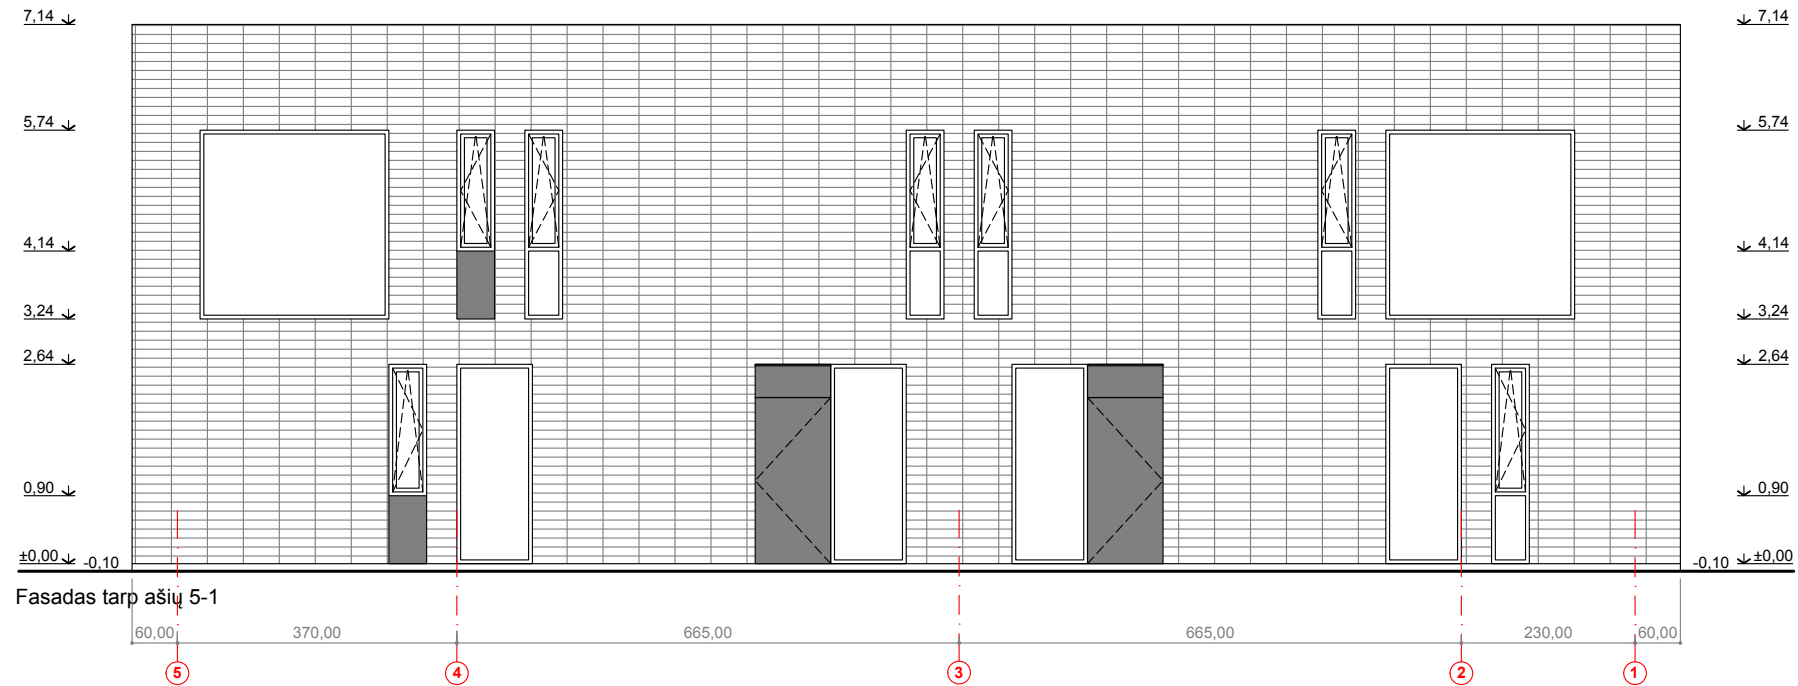 7,14 7,14
5,74 5,74
4,14 4,14
3,24 3,24
2,64 2,64
0,90 0,90
±0,00 -0,10 -0,10 ±0,00
Fasadas tarp ašių 5-1
60,00 370,00 665,00 665,00 230,00 60,00
5 4 3 2 1